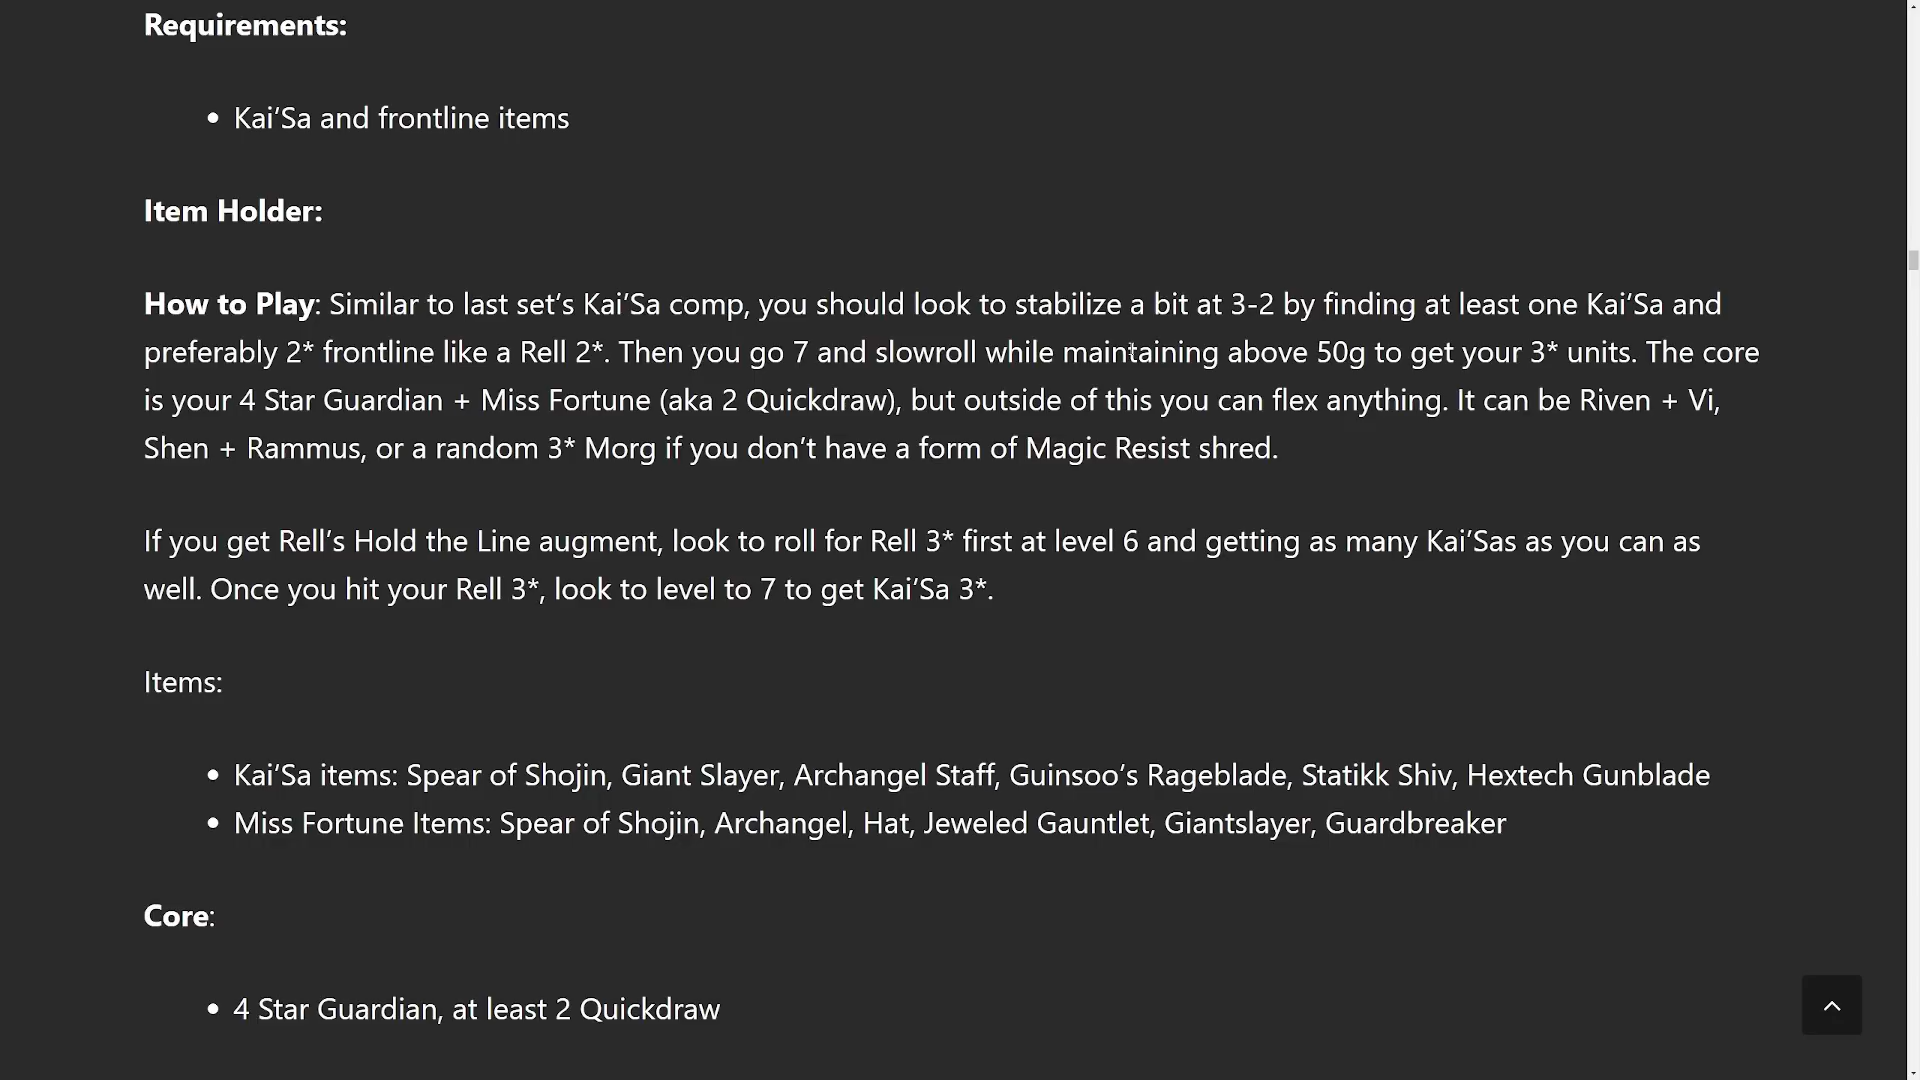 Requirements:
• Kai’Sa and frontline items
Item Holder:
How to Play: Similar to last set’s Kai’Sa comp, you should look to stabilize a bit at 3-2 by finding at least one Kai’Sa and
preferably 2* frontline like a Rell 2*. Then you go 7 and slowroll while maintaining above 50g to get your 3* units. The core
is your 4 Star Guardian + Miss Fortune (aka 2 Quickdraw), but outside of this you can flex anything. It can be Riven + Vi,
Shen + Rammus, or a random 3* Morg if you don’t have a form of Magic Resist shred.
If you get Rell’s Hold the Line augment, look to roll for Rell 3* first at level 6 and getting as many Kai’Sas as you can as
well. Once you hit your Rell 3*, look to level to 7 to get Kai’Sa 3*.
Items:
• Kai’Sa items: Spear of Shojin, Giant Slayer, Archangel Staff, Guinsoo’s Rageblade, Statikk Shiv, Hextech Gunblade
• Miss Fortune Items: Spear of Shojin, Archangel, Hat, Jeweled Gauntlet, Giantslayer, Guardbreaker
Core:
• 4 Star Guardian, at least 2 Quickdraw